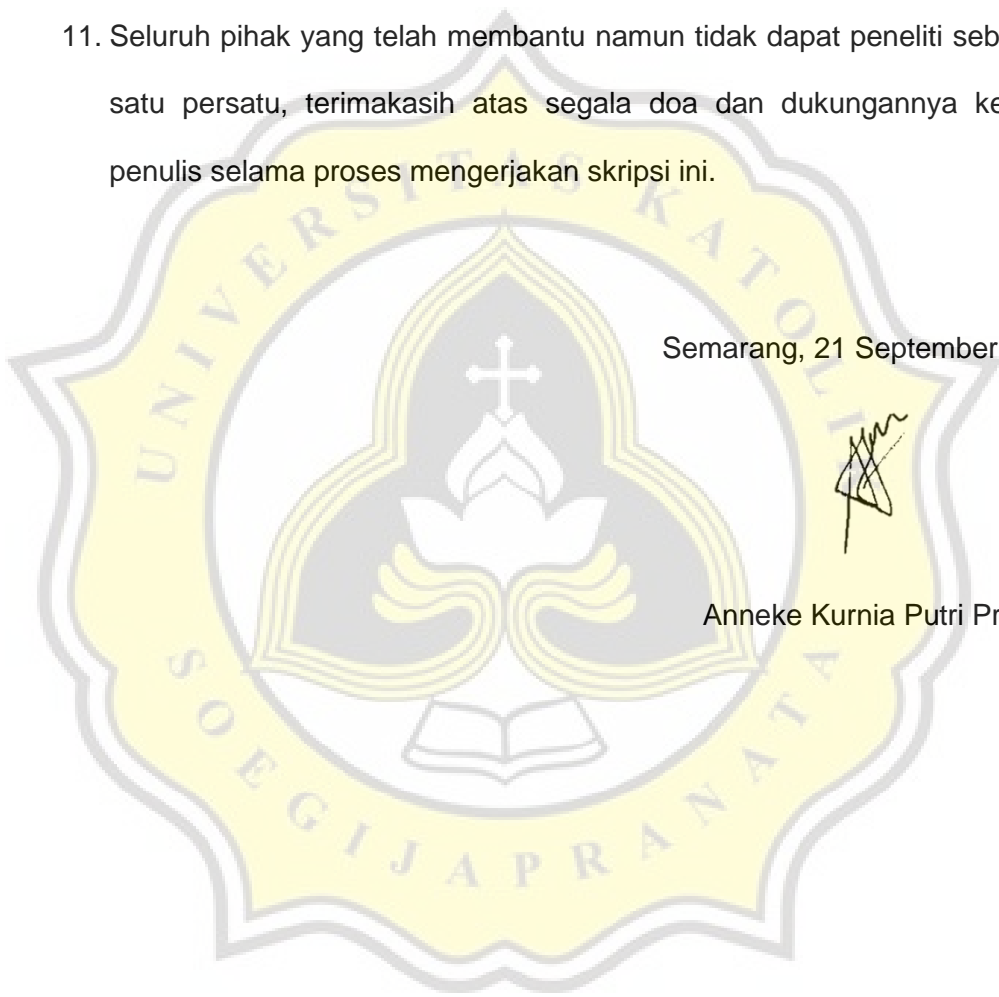 11. Seluruh pihak yang telah membantu namun tidak dapat peneliti seb
satu persatu, terimakasih atas segala doa dan dukungannya ke
penulis selama proses mengerjakan skripsi ini.
UNIVERSITAS KATOLIK
Semarang, 21 September
Anneke Kurnia Putri Pr
SOEGIJAPRANATA